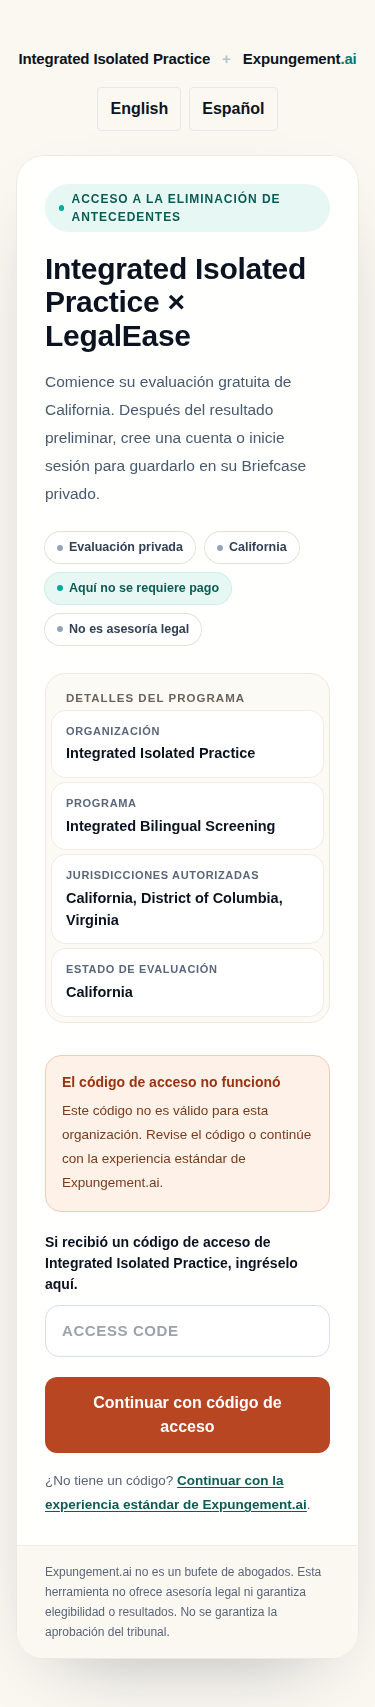 Integrated Isolated Practice + Expungement.ai
English Español
ACCESO A LA ELIMINACIÓN DE
ANTECEDENTES
Integrated Isolated
Practice ×
LegalEase
Comience su evaluación gratuita de
California. Después del resultado
preliminar, cree una cuenta o inicie
sesión para guardarlo en su Briefcase
privado.
Evaluación privada California
Aquí no se requiere pago
No es asesoría legal
DETALLES DEL PROGRAMA
ORGANIZACIÓN
Integrated Isolated Practice
PROGRAMA
Integrated Bilingual Screening
JURISDICCIONES AUTORIZADAS
California, District of Columbia,
Virginia
ESTADO DE EVALUACIÓN
California
El código de acceso no funcionó
Este código no es válido para esta
organización. Revise el código o continúe
con la experiencia estándar de
Expungement.ai.
Si recibió un código de acceso de
Integrated Isolated Practice, ingréselo
aquí.
ACCESS CODE
Continuar con código de
acceso
¿No tiene un código? Continuar con la
experiencia estándar de Expungement.ai.
Expungement.ai no es un bufete de abogados. Esta
herramienta no ofrece asesoría legal ni garantiza
elegibilidad o resultados. No se garantiza la
aprobación del tribunal.